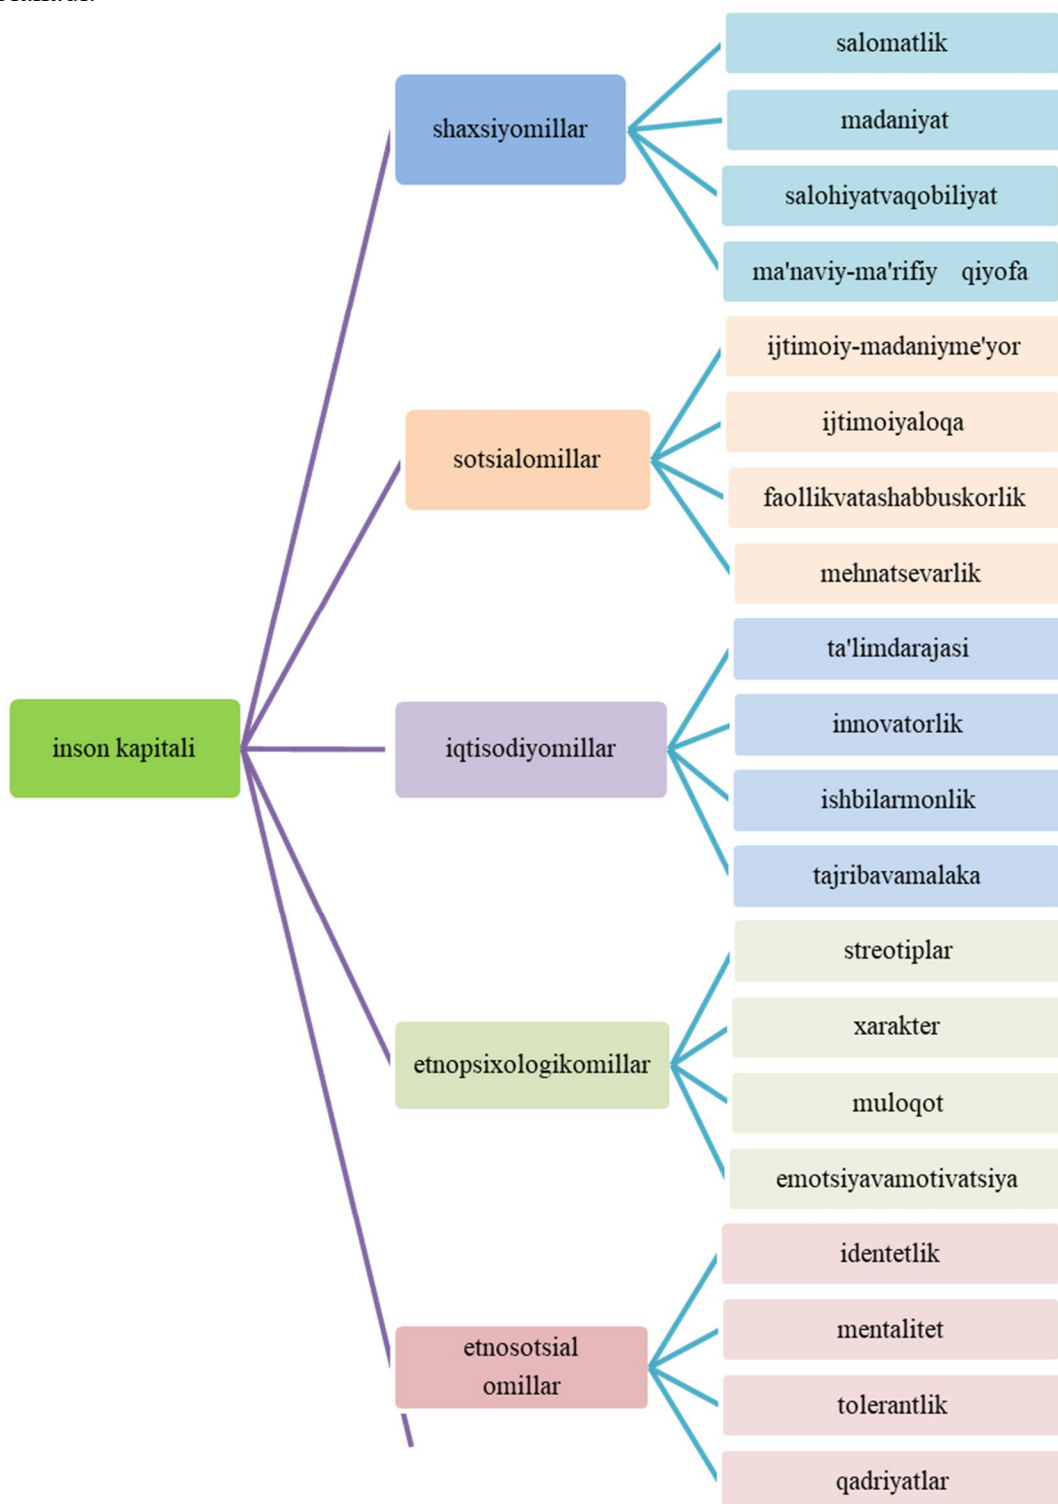 salomatlik
shaxsiyomillar
madaniyat
salohiyatvaqobiliyat
ma'naviy-ma'rifiy qiyofa
ijtimoiy-madaniyme'yor
ijtimoiyaloqa
sotsialomillar
faollikvatashabbuskorlik
mehnatsevarlik
ta'limdarajasi
innovatorlik
inson kapitali
iqtisodiyomillar
ishbilarmonlik
tajribavamalaka
streotiplar
xarakter
etnopsixologikomillar
muloqot
emotsiyavamotivatsiya
identetlik
mentalitet
etnosotsial
omillar
tolerantlik
qadriyatlar